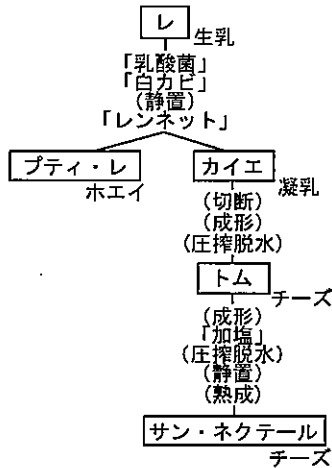 レ
生乳
「乳酸菌」
「白カビ」
(静置)
「レンネット」
プティ・レ
ホエイ
カイエ
凝乳
(切断)
(成形)
(圧搾脱水)
トム
チーズ
(成形)
「加塩」
(圧搾脱水)
(静置)
(熟成)
サン・ネクテール
チーズ